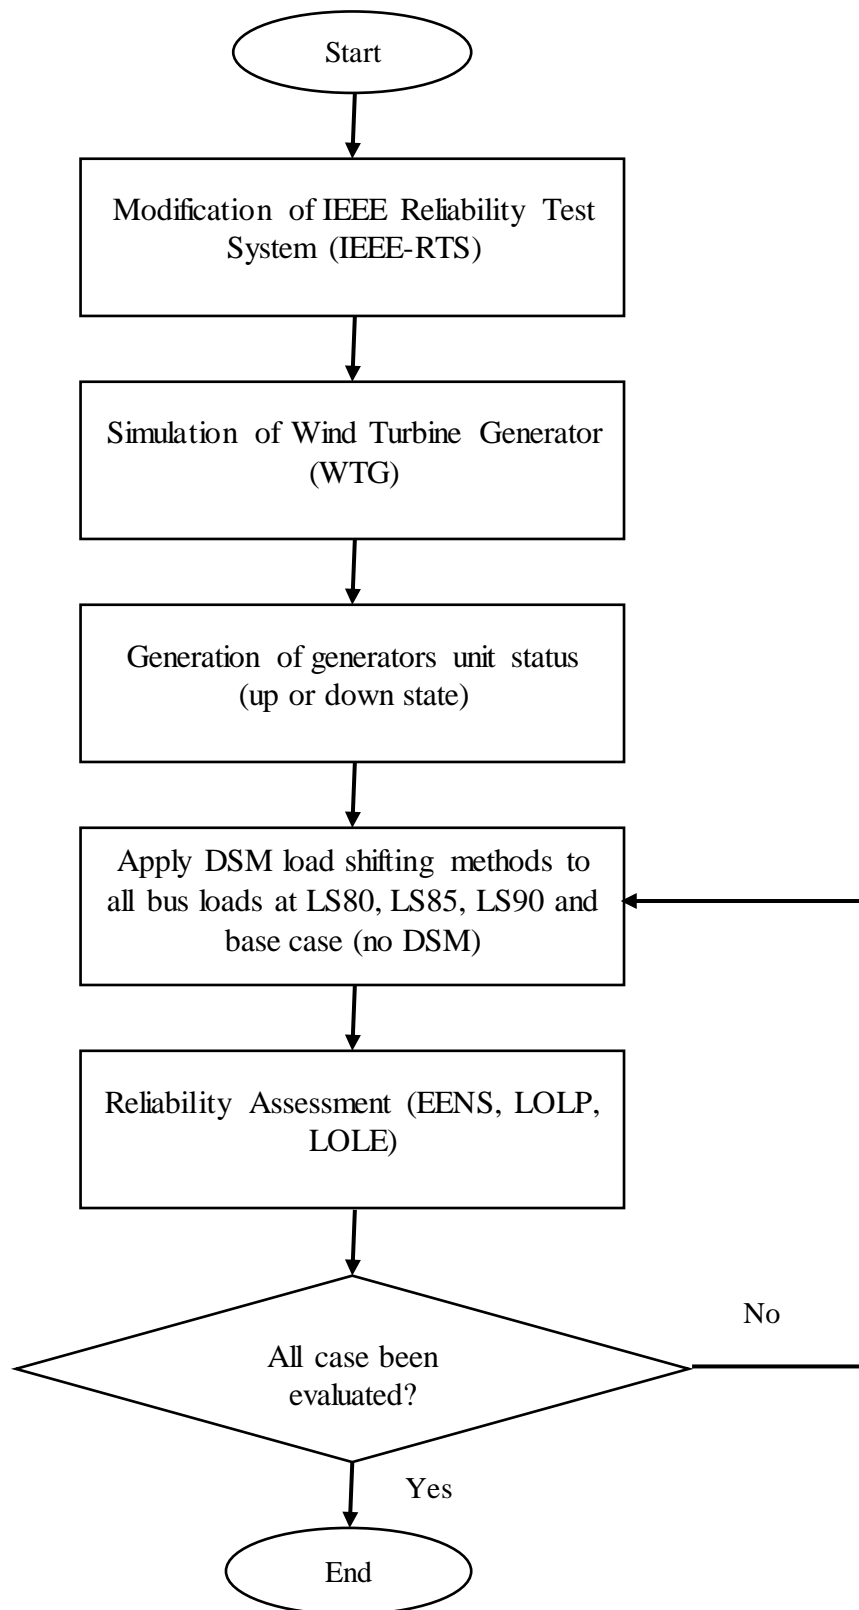 Start
Modification of IEEE Reliability Test
System (IEEE-RTS)
Simulation of Wind Turbine Generator
(WTG)
Generation of generators unit status
(up or down state)
Apply DSM load shifting methods to
all bus loads at LS80, LS85, LS90 and
base case (no DSM)
Reliability Assessment (EENS, LOLP,
LOLE)
All case been
evaluated?
No
Yes
End